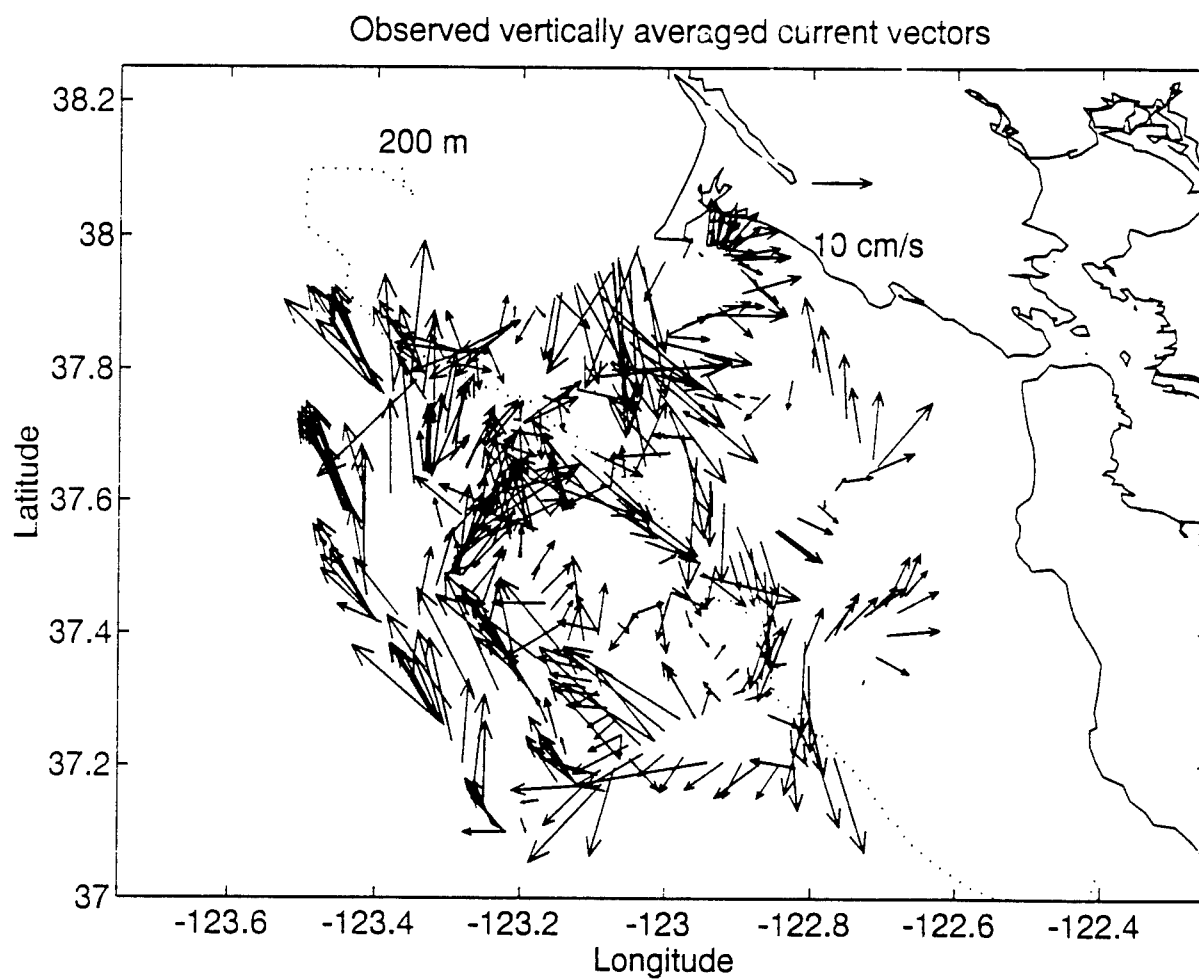 Observed vertically averaged current vectors
38.2
200 m
38
10 cm/s
37.8
Latitude
37.6
37.4
37.2
37
-123.6
-123.4
-123.2
-123
-122.8
-122.6
-122.4
Longitude